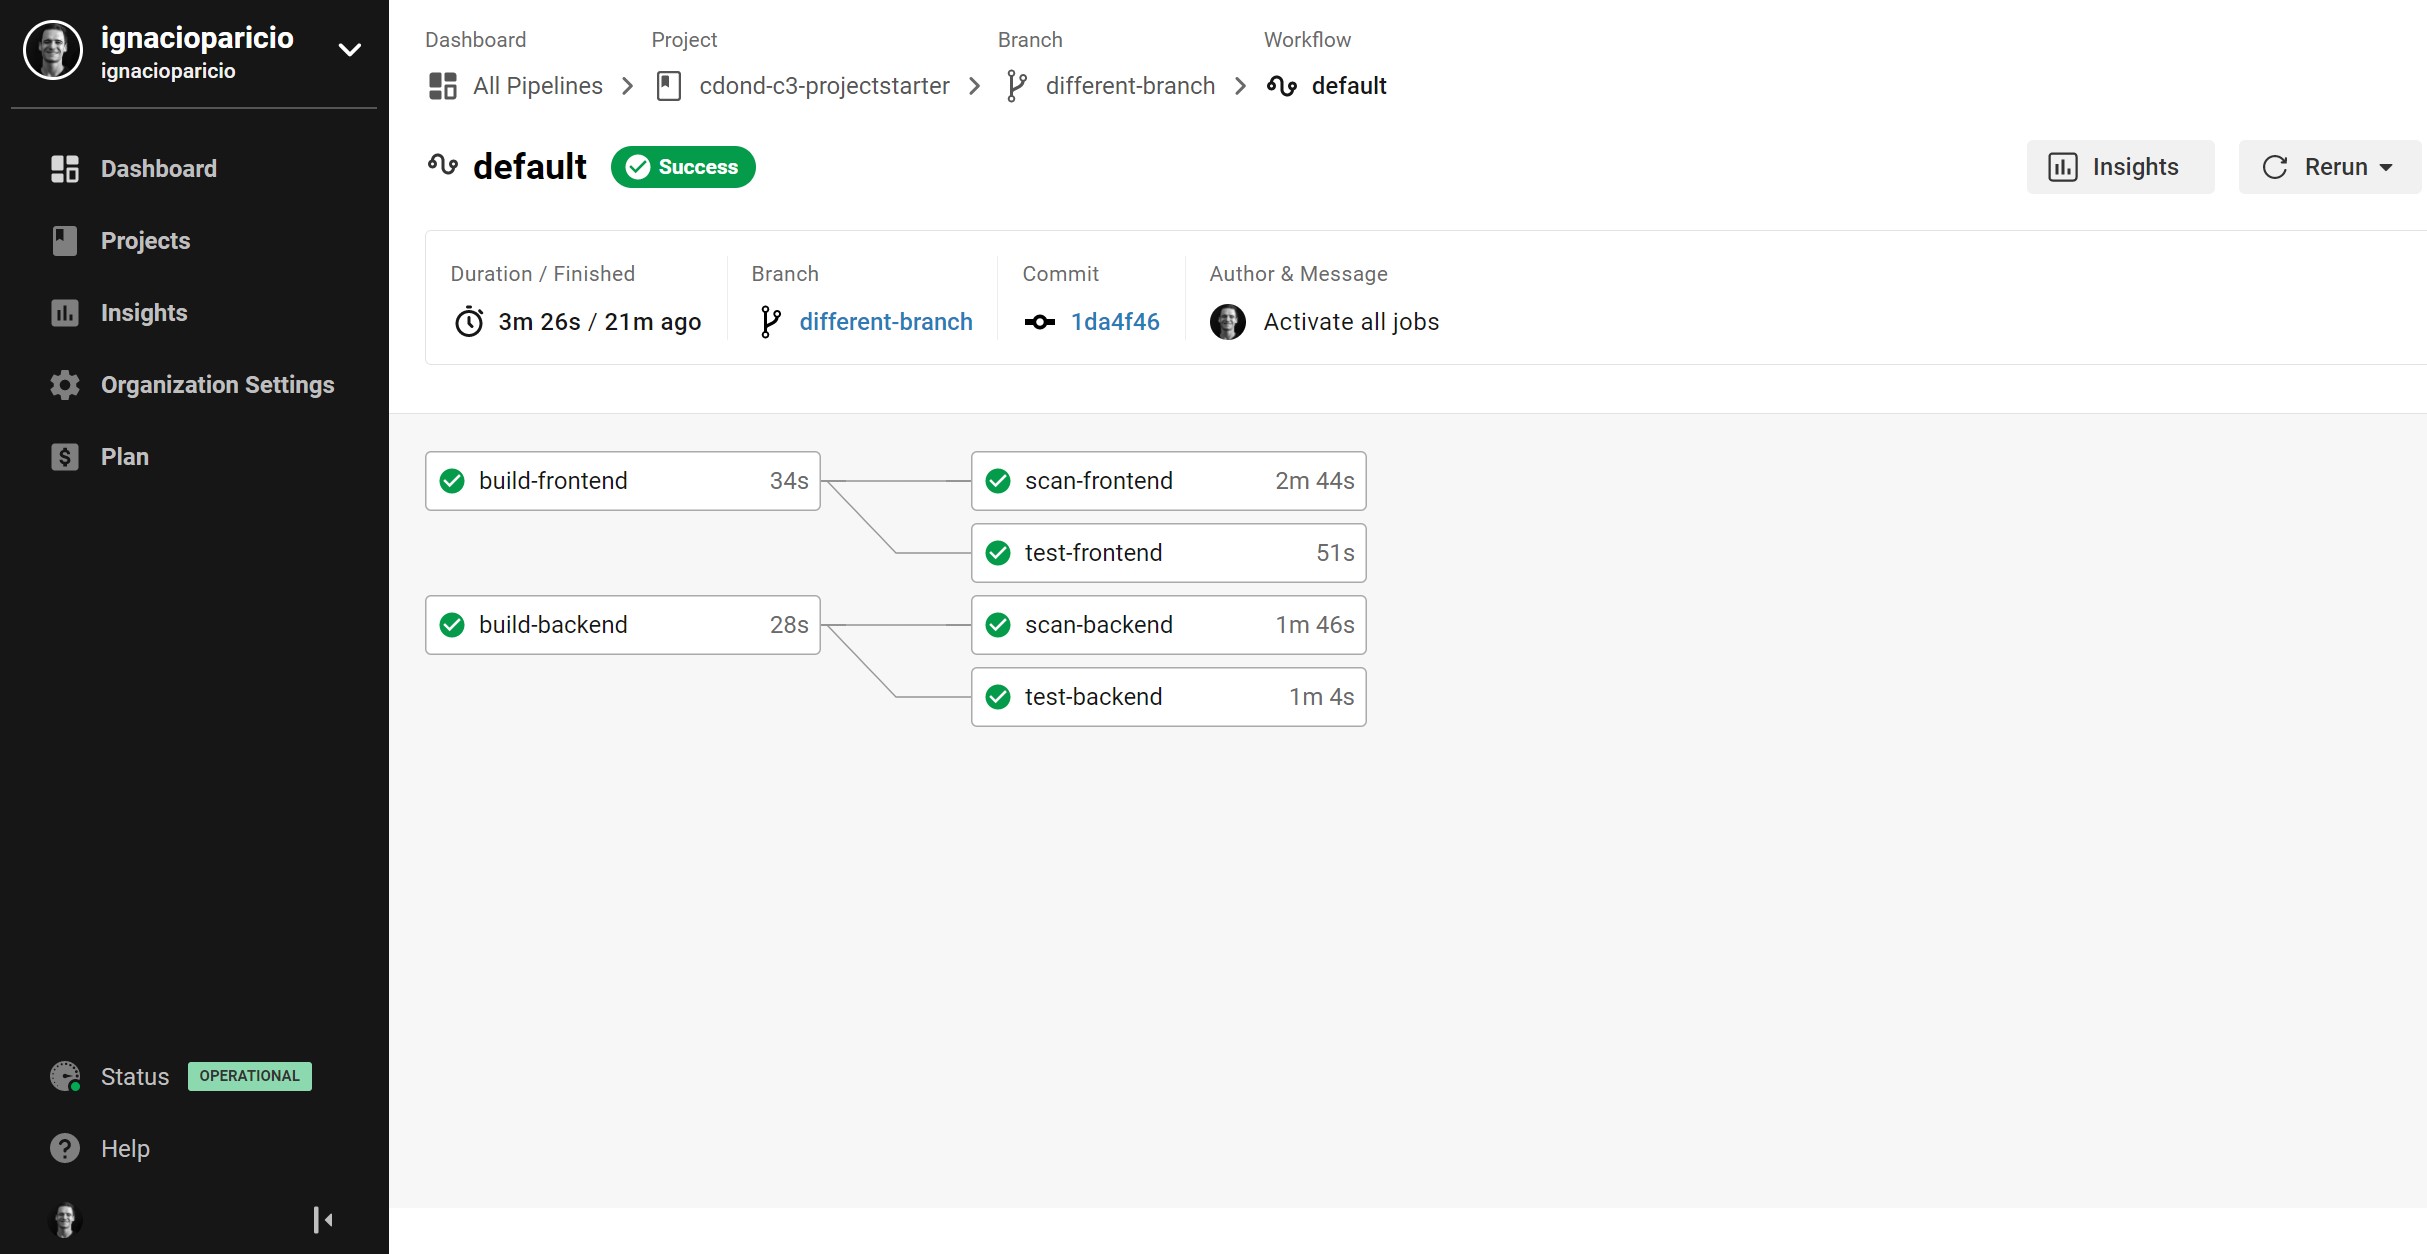 ignacioparicio
ignacioparicio
Dashboard
Projects
Insights
Organization Settings
Plan
Status OPERATIONAL
Help
Dashboard Project Branch Workflow
All Pipelines cdond-c3-projectstarter different-branch default
default Success
Insights Rerun
Duration / Finished Branch Commit Author & Message
3m 26s / 21m ago different-branch 1da4f46 Activate all jobs
build-frontend 34s scan-frontend 2m 44s
test-frontend 51s
build-backend 28s scan-backend 1m 46s
test-backend 1m 4s